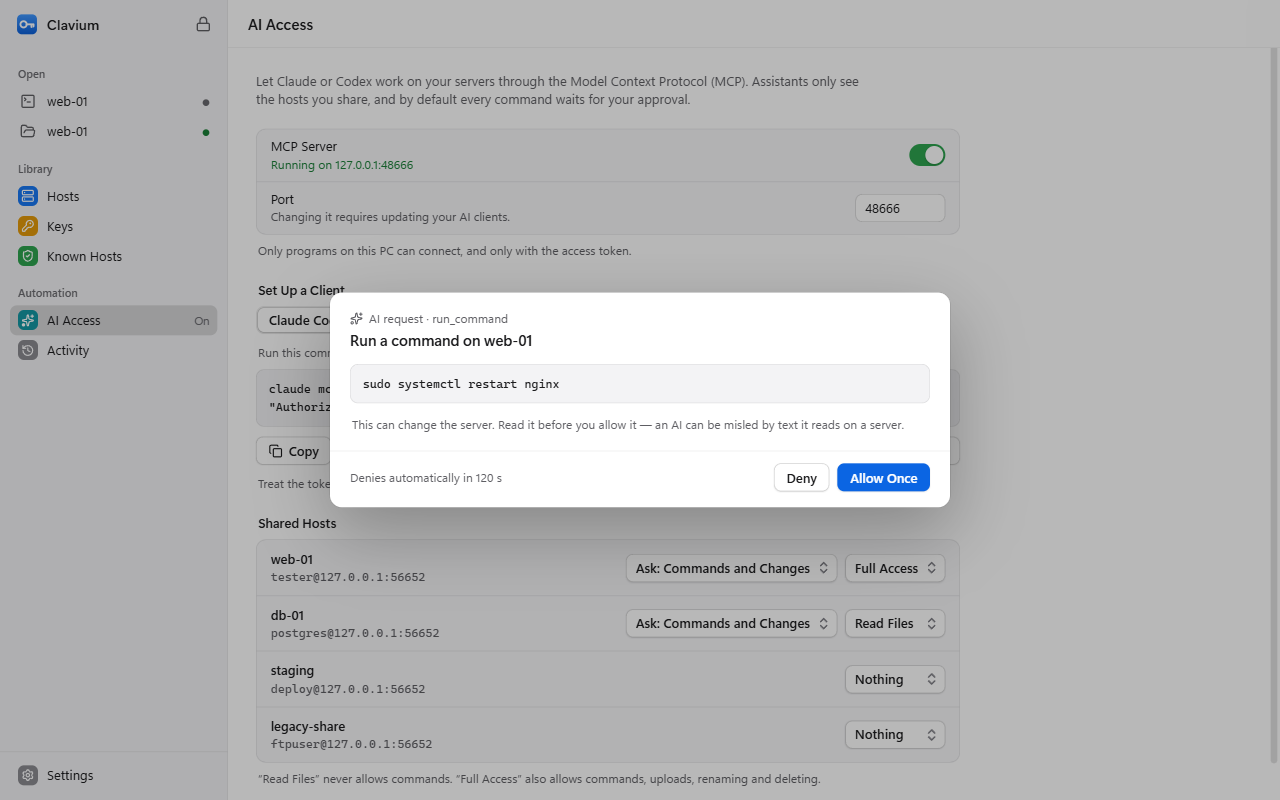 Clavium
Open
web-01
web-01
Library
Hosts
Keys
Known Hosts
Automation
AI Access
On
Activity
Settings
AI Access
Let Claude or Codex work on your servers through the Model Context Protocol (MCP). Assistants only see
the hosts you share, and by default every command waits for your approval.
MCP Server
Running on 127.0.0.1:48666
Port
Changing it requires updating your AI clients.
48666
Only programs on this PC can connect, and only with the access token.
Set Up a Client
Claude
Run this
claude
Copy
Treat the
AI request · run_command
Run a command on web-01
sudo systemctl restart nginx
This can change the server. Read it before you allow it — an AI can be misled by text it reads on a server.
Denies automatically in 120 s
Deny
Allow Once
Shared Hosts
web-01
tester@127.0.0.1:56652
Ask: Commands and Changes
Full Access
db-01
postgres@127.0.0.1:56652
Ask: Commands and Changes
Read Files
staging
deploy@127.0.0.1:56652
Nothing
legacy-share
ftpuser@127.0.0.1:56652
Nothing
“Read Files” never allows commands. “Full Access” also allows commands, uploads, renaming and deleting.